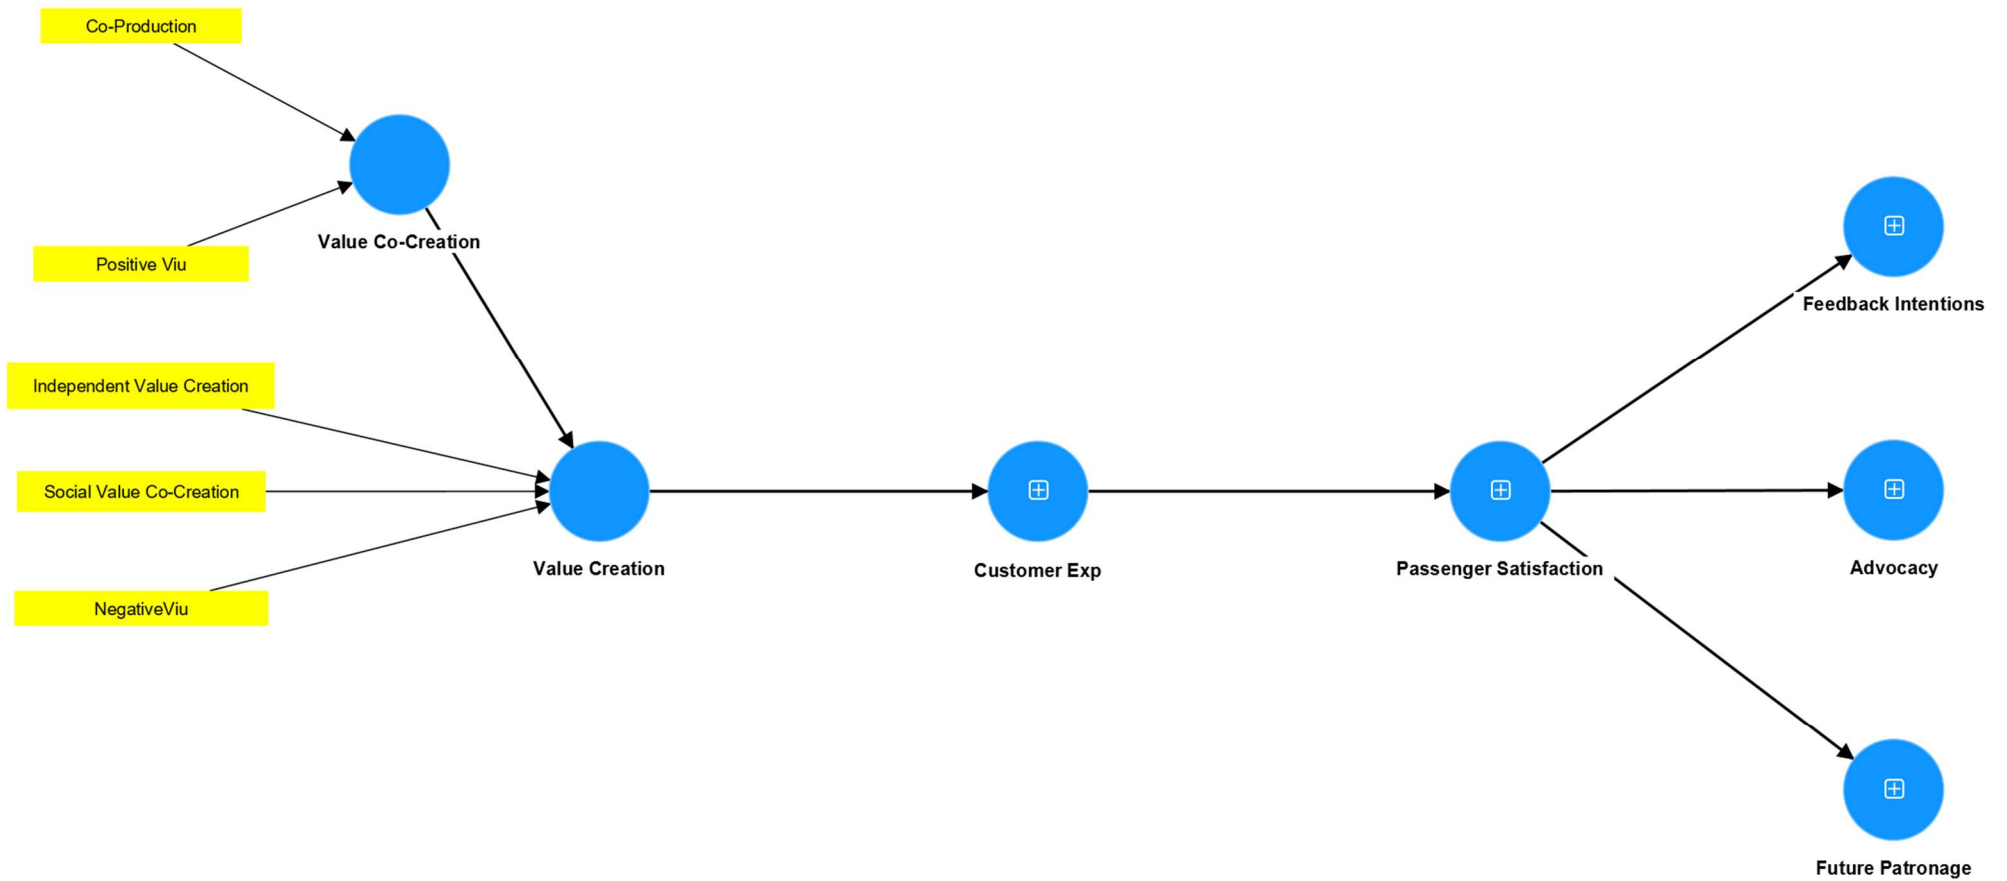 Co-Production
Value Co-Creation
Positive Viu
Independent Value Creation
Social Value Co-Creation
NegativeViu
Value Creation
Customer Exp
Passenger Satisfaction
Feedback Intentions
Advocacy
Future Patronage